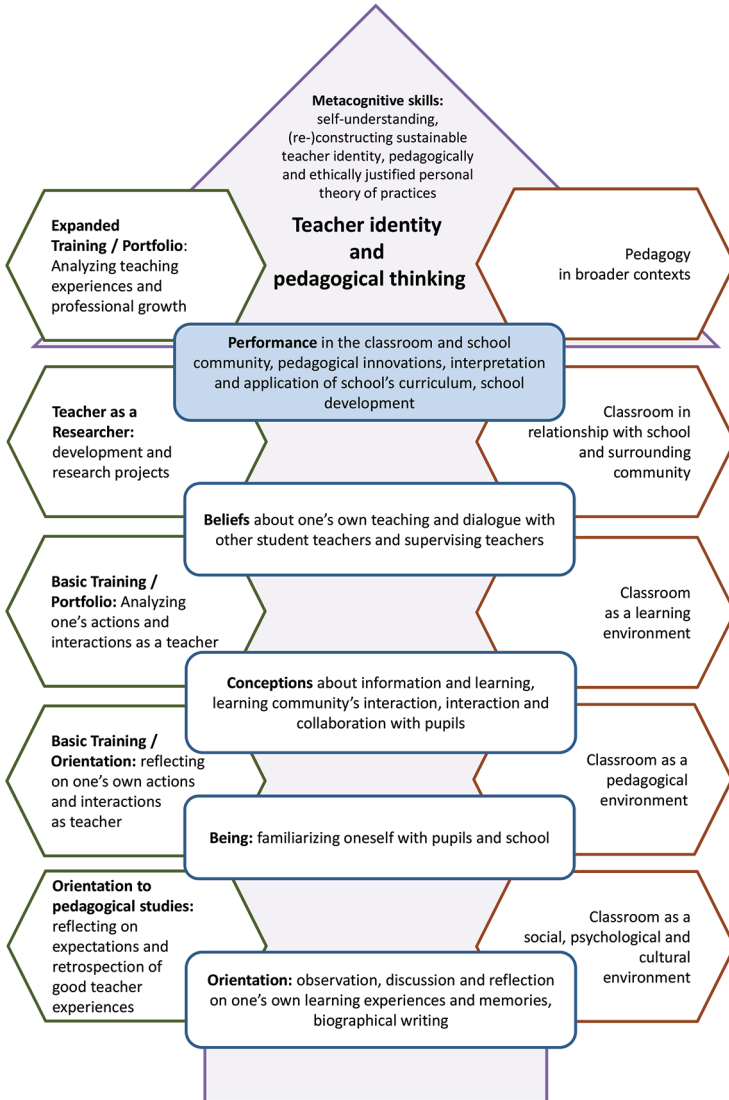 Metacognitive skills:
self-understanding,
(re-)constructing sustainable
teacher identity, pedagogically
and ethically justified personal
theory of practices
Teacher identity
and
pedagogical thinking
Expanded
Training / Portfolio:
Analyzing teaching
experiences and
professional growth
Pedagogy
in broader contexts
Performance in the classroom and school
community, pedagogical innovations, interpretation
and application of school's curriculum, school
development
Teacher as a
Researcher:
development and
research projects
Classroom in
relationship with school
and surrounding
community
Beliefs about one's own teaching and dialogue with
other student teachers and supervising teachers
Basic Training /
Portfolio: Analyzing
one's actions and
interactions as a teacher
Classroom
as a learning
environment
Conceptions about information and learning,
learning community's interaction, interaction and
collaboration with pupils
Basic Training /
Orientation: reflecting
on one's own actions
and interactions
as teacher
Classroom as a
pedagogical
environment
Being: familiarizing oneself with pupils and school
Orientation to
pedagogical studies:
reflecting on
expectations and
retrospection of
good teacher
experiences
Classroom as a
social, psychological and
cultural
environment
Orientation: observation, discussion and reflection
on one's own learning experiences and memories,
biographical writing